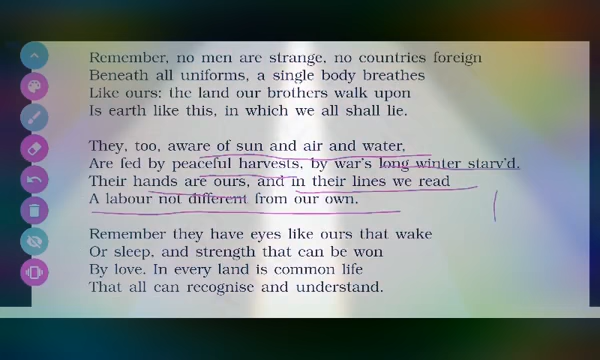 Remember, no men are strange, no countries foreign
Beneath all uniforms, a single body breathes
Like ours: the land our brothers walk upon
Is earth like this, in which we all shall lie.
They, too, aware of sun and air and water,
Are fed by peaceful harvests, by war's long winter starv'd.
Their hands are ours, and in their lines we read
A labour not different from our own.
Remember they have eyes like ours that wake
Or sleep, and strength that can be won
By love. In every land is common life
That all can recognise and understand.